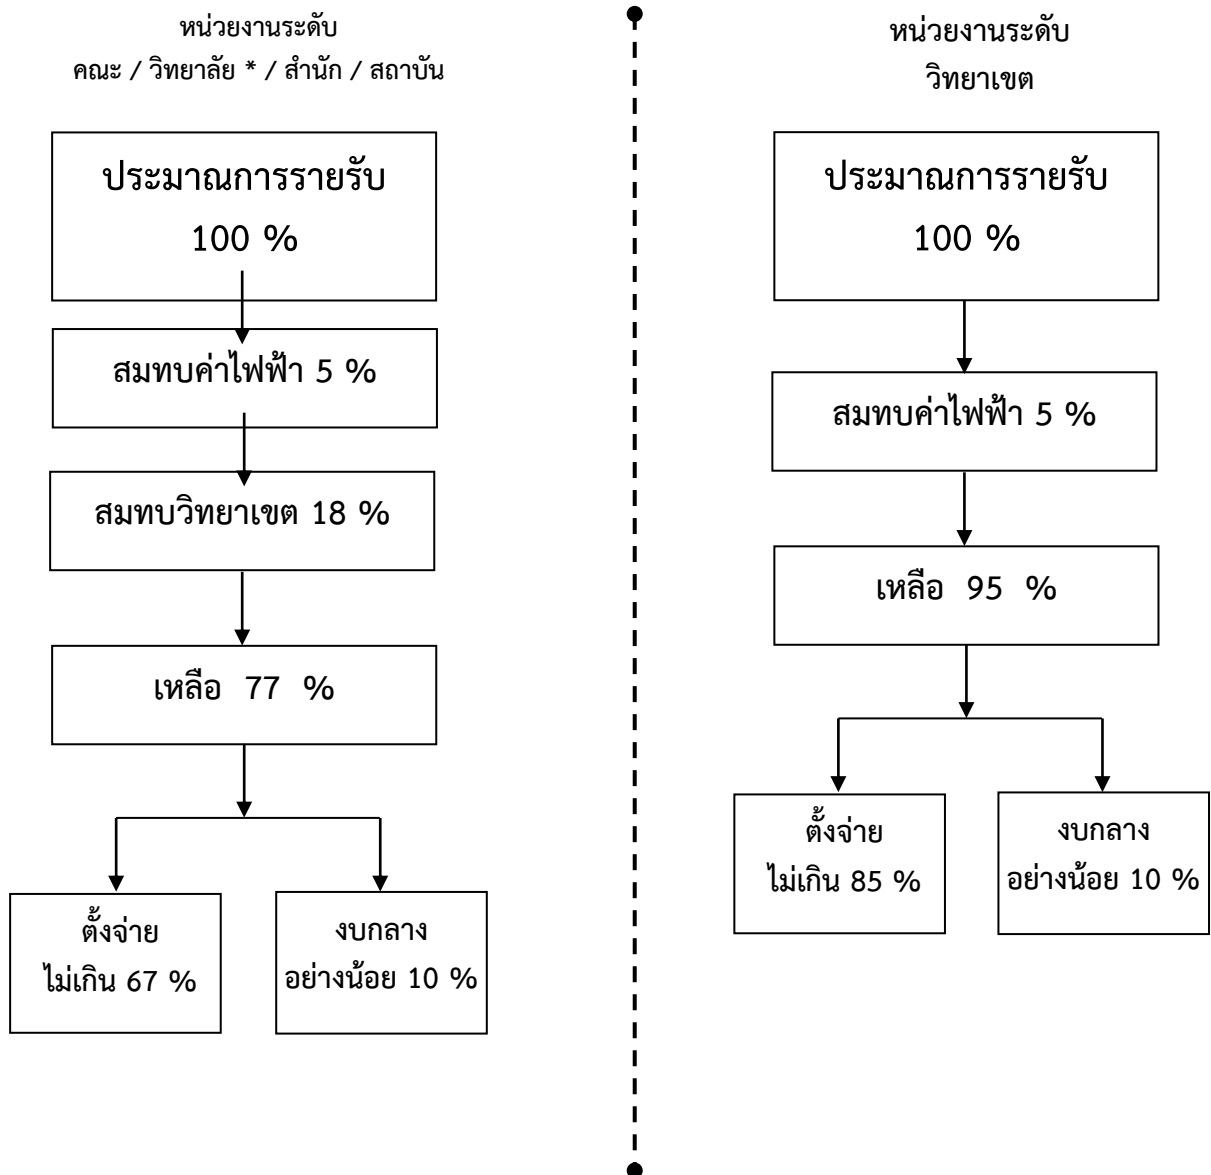 หน่วยงานระดับ
คณะ / วิทยาลัย * / สำนัก / สถาบัน
ประมาณการรายรับ
100 %
สมทบค่าไฟฟ้า 5 %
สมทบวิทยาเขต 18 %
เหลือ 77 %
ตั้งจ่าย
ไม่เกิน 67 %
งบกลาง
อย่างน้อย 10 %
หน่วยงานระดับ
วิทยาเขต
ประมาณการรายรับ
100 %
สมทบค่าไฟฟ้า 5 %
เหลือ 95 %
ตั้งจ่าย
ไม่เกิน 85 %
งบกลาง
อย่างน้อย 10 %